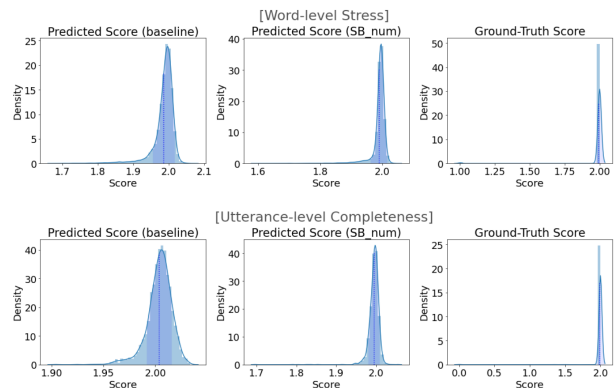 [Word-level Stress]
Predicted Score (baseline)
Predicted Score (SB_num)
Ground-Truth Score
Density
25
20
15
10
5
0
1.7
1.8
1.9
2.0
2.1
Score
Density
40
30
20
10
0
1.6
1.8
2.0
Score
Density
50
40
30
20
10
0
1.00
1.25
1.50
1.75
2.00
Score
[Utterance-level Completeness]
Predicted Score (baseline)
Predicted Score (SB_num)
Ground-Truth Score
Density
40
30
20
10
0
1.90
1.95
2.00
Score
Density
40
30
20
10
0
1.7
1.8
1.9
2.0
Score
Density
25
20
15
10
5
0
0.0
0.5
1.0
1.5
2.0
Score